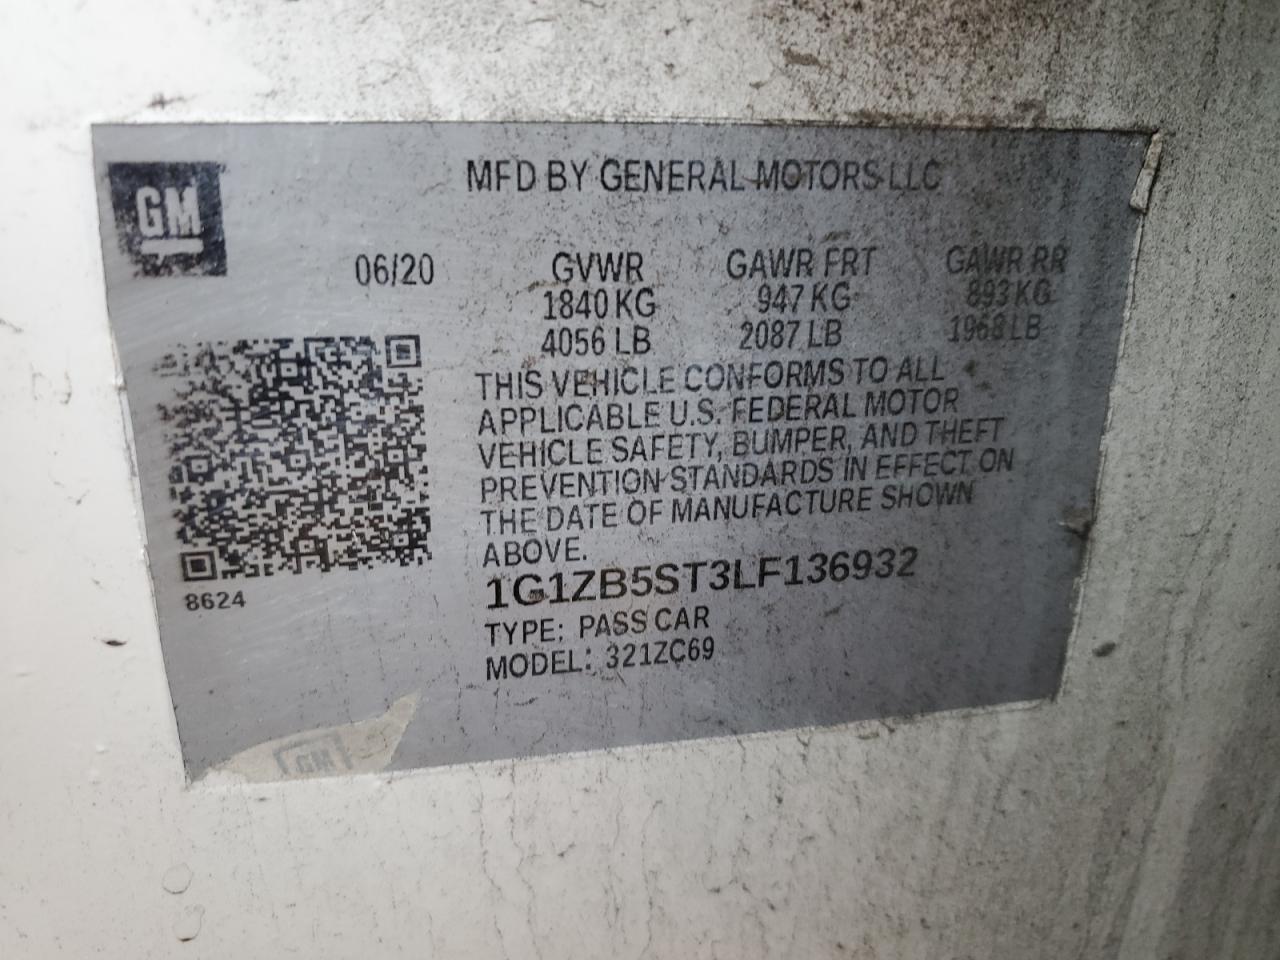 GM
MFD BY GENERAL MOTORS LLC
06/20 GVWR GAWR FRT GAWR RR
1840 KG 947 KG 893 KG
4056 LB 2087 LB 1968 LB
THIS VEHICLE CONFORMS TO ALL
APPLICABLE U.S. FEDERAL MOTOR
VEHICLE SAFETY, BUMPER, AND THEFT
PREVENTION STANDARDS IN EFFECT ON
THE DATE OF MANUFACTURE SHOWN
ABOVE.
8624
1G1ZB5ST3LF136932
TYPE: PASS CAR
MODEL: 321ZC69
GM